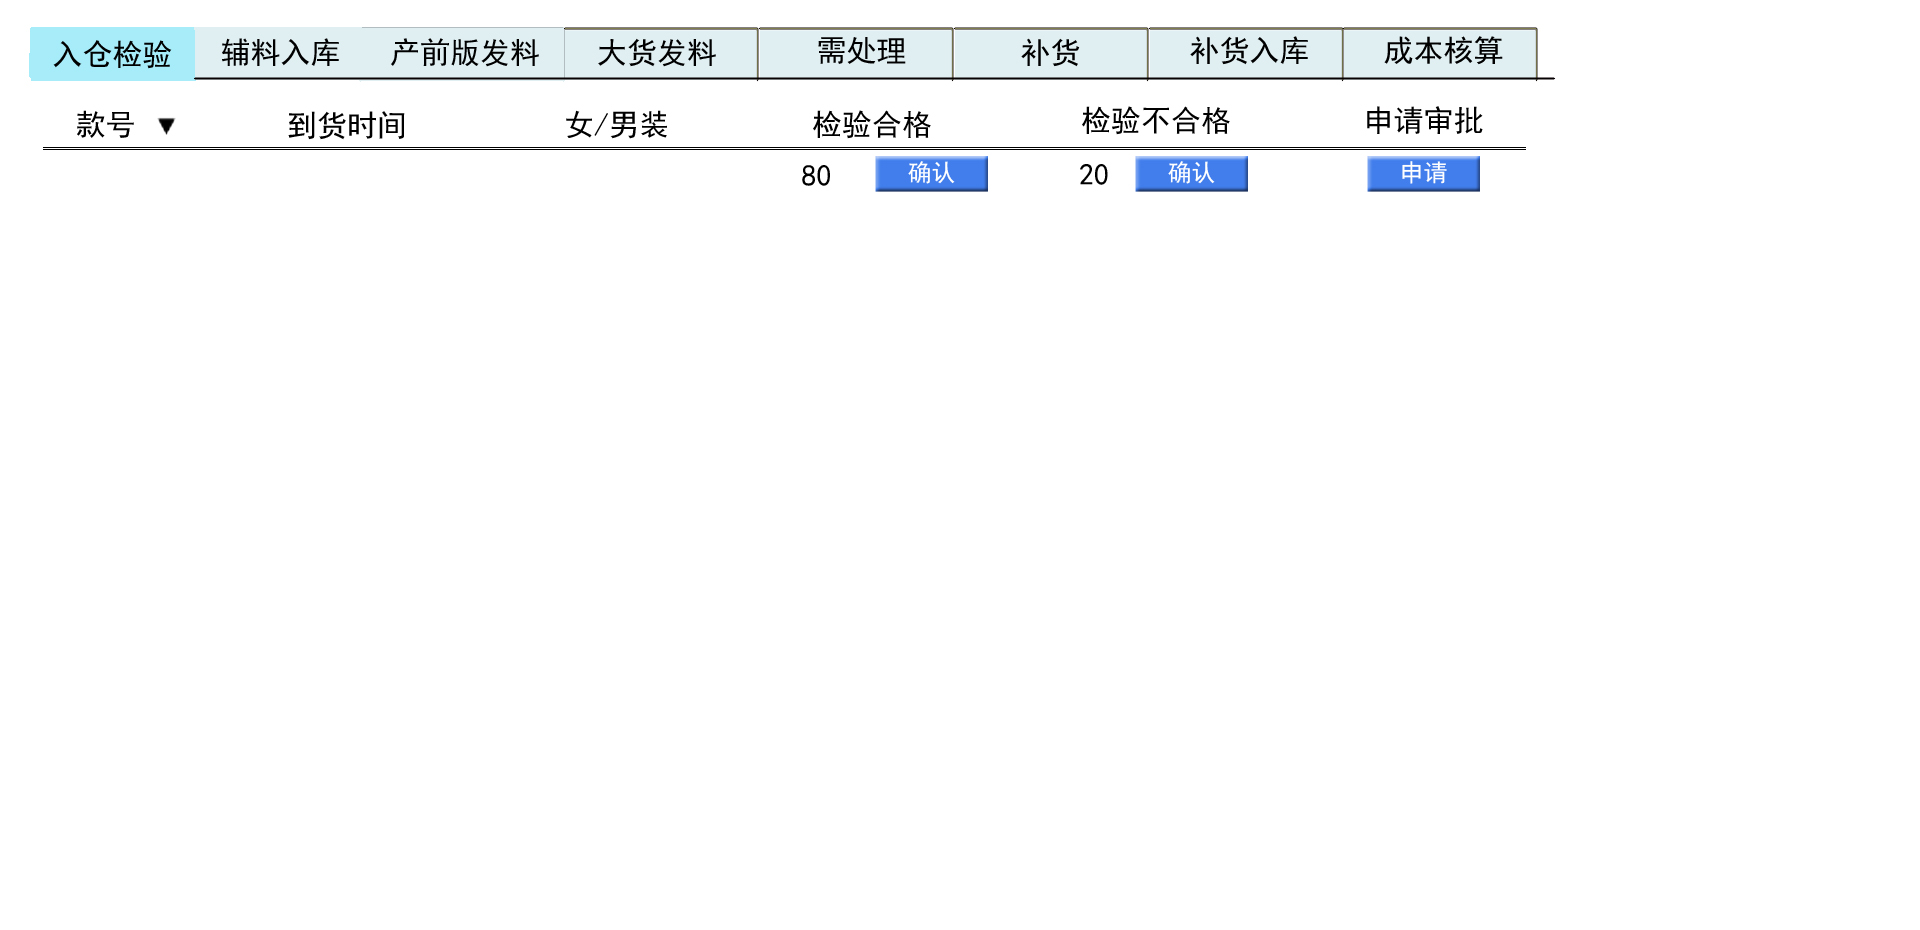 入仓检验 辅料入库 产前版发料 大货发料 需处理 补货 补货入库 成本核算
款号 ▼ 到货时间 女/男装 检验合格 检验不合格 申请审批
80 确认 20 确认 申请